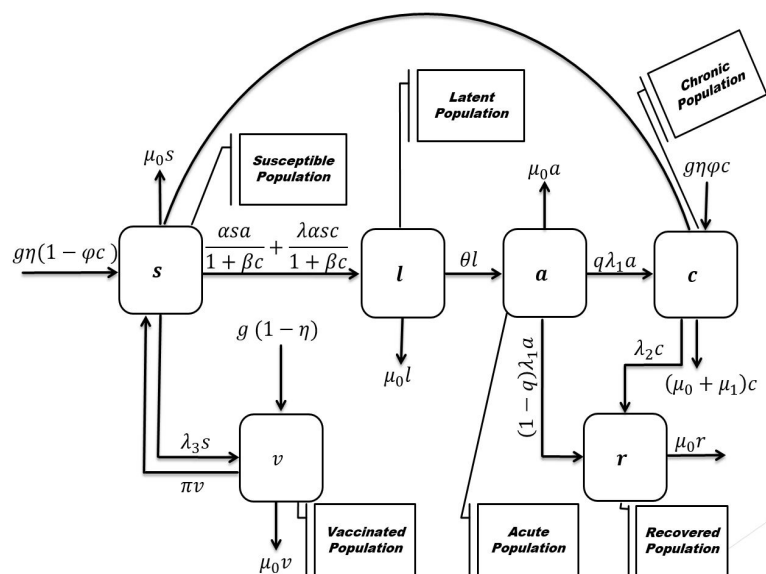 Latent
Population
Chronic
Population
Susceptible
Population
μ₀s
μ₀a
gηφc
gη(1 − φc)
s
αsa / 1 + βc + λαsc / 1 + βc
l
θl
a
qλ₁a
c
g (1 − η)
μ₀l
(1 − q)λ₁a
λ₂c
(μ₀ + μ₁)c
λ₃s
πv
v
r
μ₀r
μ₀v
Vaccinated
Population
Acute
Population
Recovered
Population